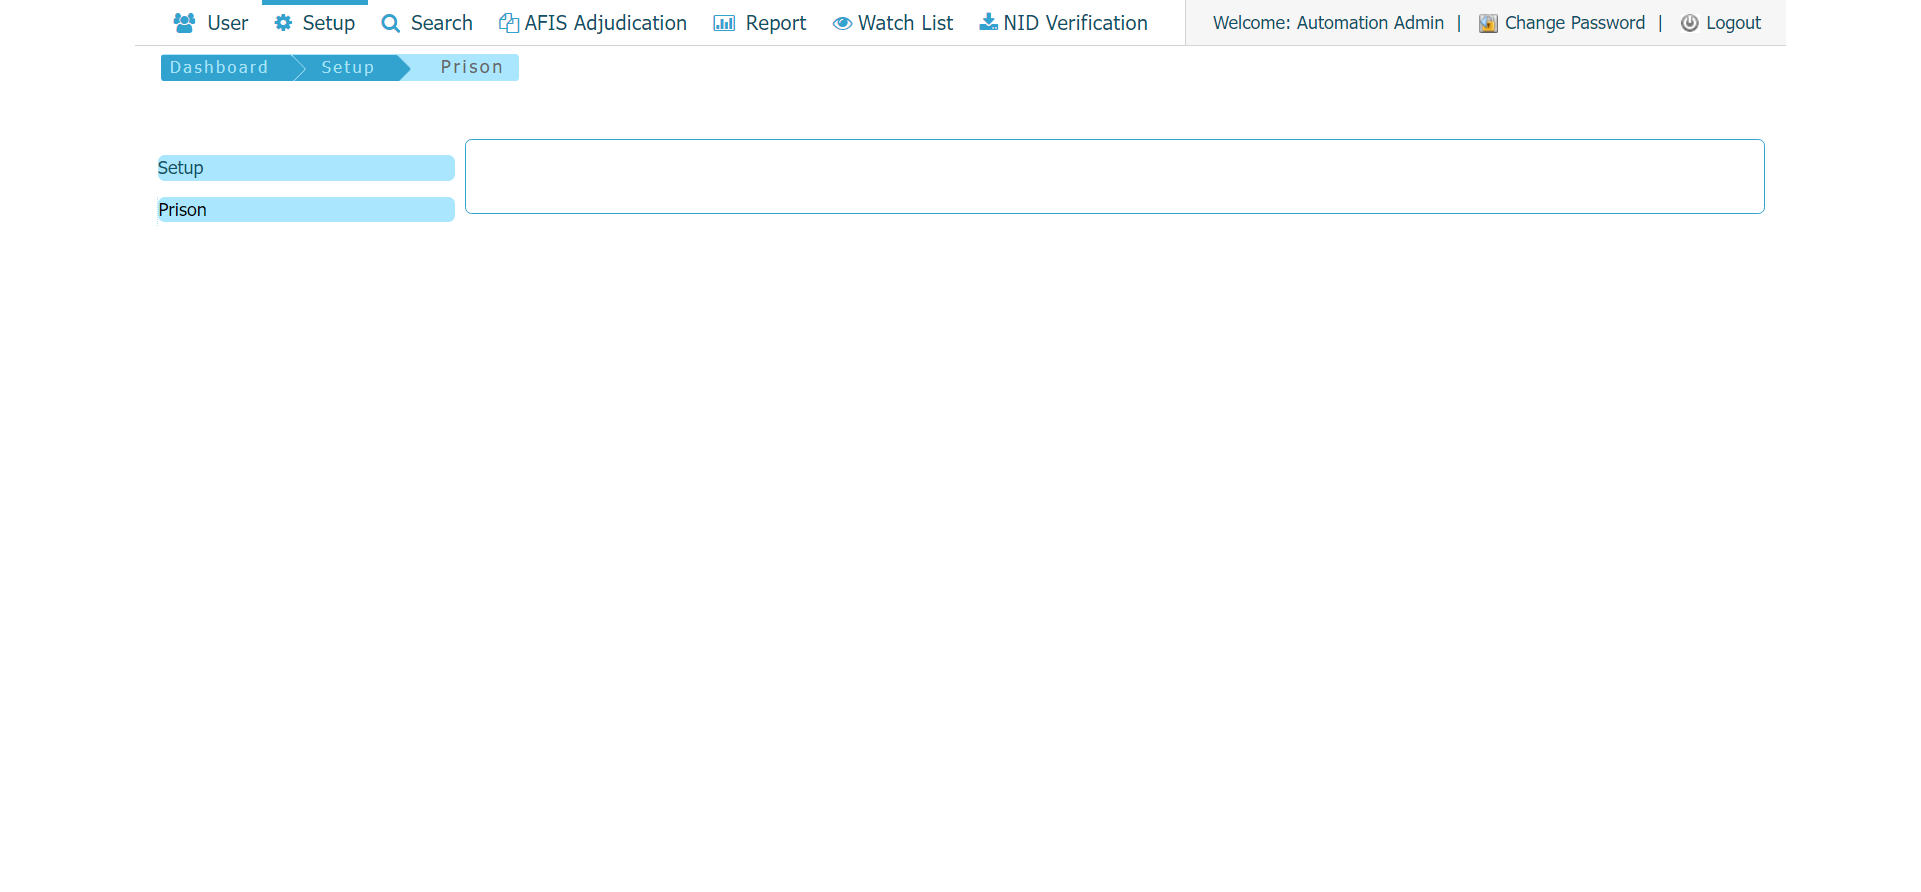 User Setup Search AFIS Adjudication Report Watch List NID Verification Welcome: Automation Admin | Change Password | Logout
Dashboard Setup Prison
Setup
Prison